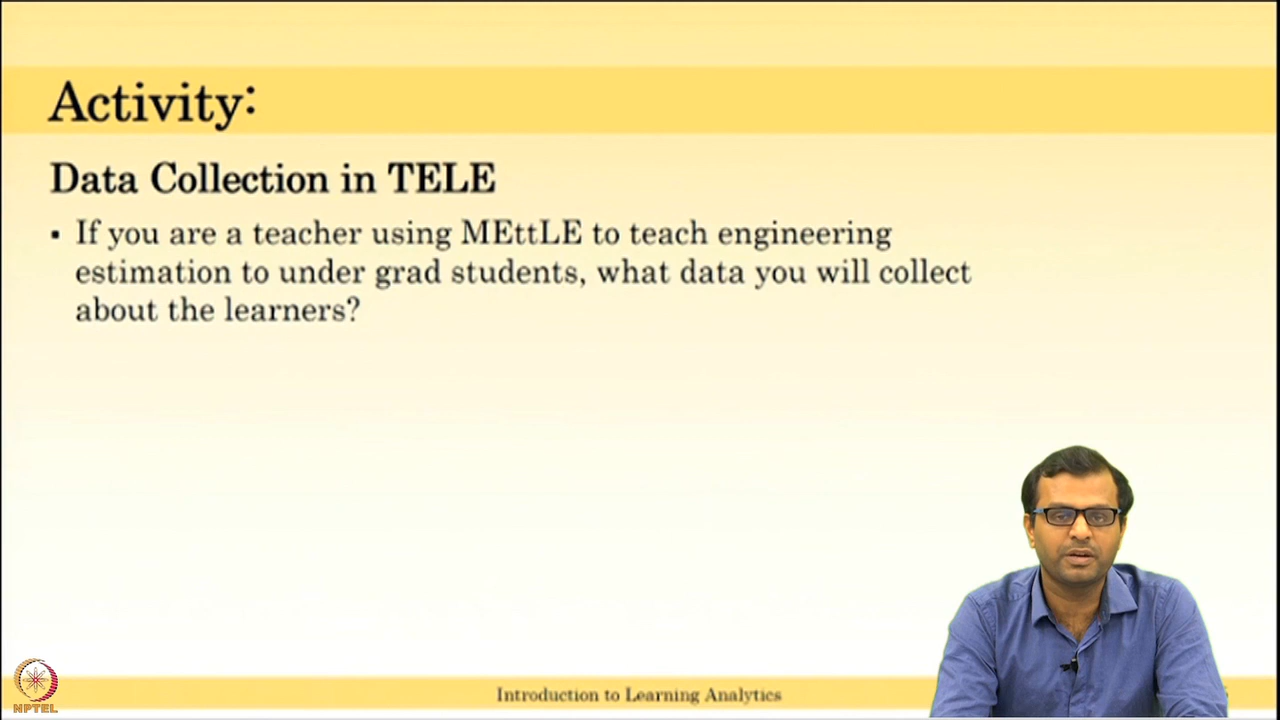 Activity:
Data Collection in TELE
▪ If you are a teacher using MEttLE to teach engineering
estimation to under grad students, what data you will collect
about the learners?
Introduction to Learning Analytics
NPTEL